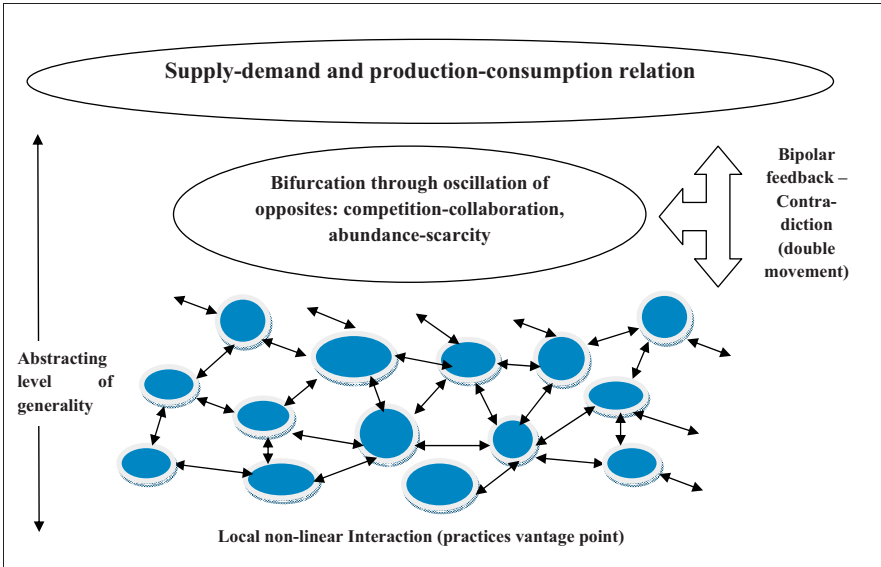 Supply-demand and production-consumption relation
Bifurcation through oscillation of
opposites: competition-collaboration,
abundance-scarcity
Bipolar
feedback –
Contra-
diction
(double
movement)
Abstracting
level of
generality
Local non-linear Interaction (practices vantage point)